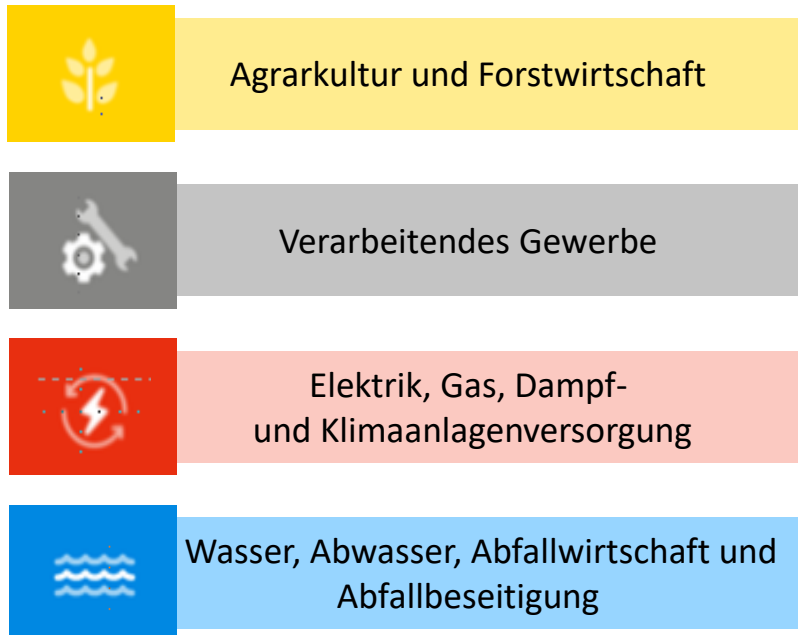 Agrarkultur und Forstwirtschaft
Verarbeitendes Gewerbe
Elektrik, Gas, Dampf-
und Klimaanlagenversorgung
Wasser, Abwasser, Abfallwirtschaft und
Abfallbeseitigung